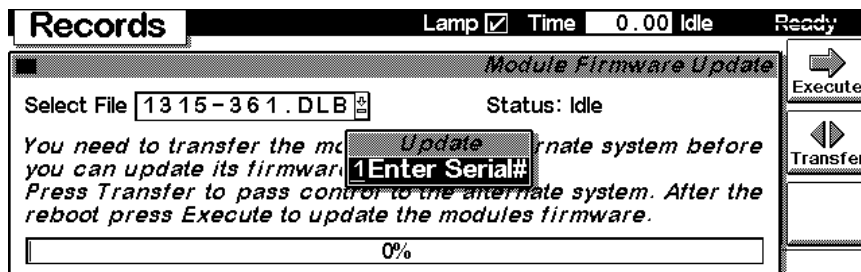 Records
Lamp Time 0.00 Idle Ready
Module Firmware Update
Execute
Select File 1315-361.DLB Status: Idle
Transfer
You need to transfer the mo rnate system before
Update
you can update its firmwar
1 Enter Serial#
Press Transfer to pass control to the alternate system. After the
reboot press Execute to update the modules firmware.
0%